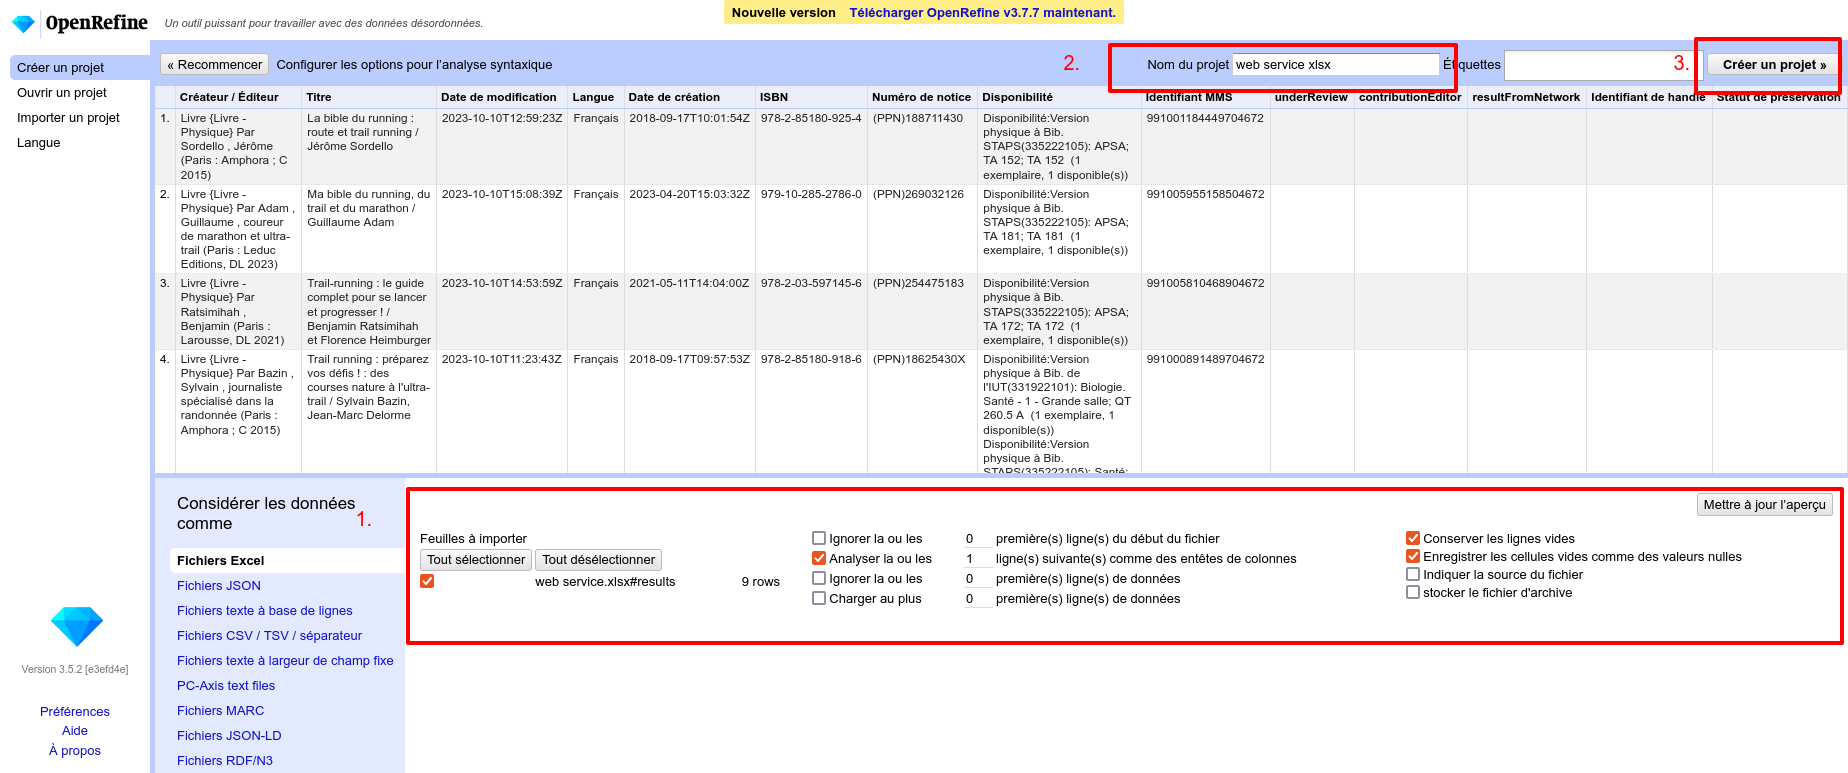 OpenRefine
Un outil puissant pour travailler avec des données désordonnées.
Nouvelle version Télécharger OpenRefine v3.7.7 maintenant.
Créer un projet
Ouvrir un projet
Importer un projet
Langue
« Recommencer Configurer les options pour l'analyse syntaxique
2.
Nom du projet web service xlsx
Étiquettes
3.
Créer un projet »
Créateur / Éditeur Titre Date de modification Langue Date de création ISBN Numéro de notice Disponibilité Identifiant MMS underReview contributionEditor resultFromNetwork Identifiant de handle Statut de préservation
1.
Livre {Livre -
Physique} Par
Sordello , Jérôme
(Paris : Amphora ; C
2015)
La bible du running :
route et trail running /
Jérôme Sordello
2023-10-10T12:59:23Z
Français
2018-09-17T10:01:54Z
978-2-85180-925-4
(PPN)188711430
Disponibilité:Version
physique à Bib.
STAPS(335222105): APSA;
TA 152; TA 152 (1
exemplaire, 1 disponible(s))
991001184449704672
2.
Livre {Livre -
Physique} Par Adam ,
Guillaume , coureur
de marathon et ultra-
trail (Paris : Leduc
Editions, DL 2023)
Ma bible du running, du
trail et du marathon /
Guillaume Adam
2023-10-10T15:08:39Z
Français
2023-04-20T15:03:32Z
979-10-285-2786-0
(PPN)269032126
Disponibilité:Version
physique à Bib.
STAPS(335222105): APSA;
TA 181; TA 181 (1
exemplaire, 1 disponible(s))
991005955158504672
3.
Livre {Livre -
Physique} Par
Ratsimihah ,
Benjamin (Paris :
Larousse, DL 2021)
Trail-running : le guide
complet pour se lancer
et progresser ! /
Benjamin Ratsimihah
et Florence Heimburger
2023-10-10T14:53:59Z
Français
2021-05-11T14:04:00Z
978-2-03-597145-6
(PPN)254475183
Disponibilité:Version
physique à Bib.
STAPS(335222105): APSA;
TA 172; TA 172 (1
exemplaire, 1 disponible(s))
991005810468904672
4.
Livre {Livre -
Physique} Par Bazin ,
Sylvain , journaliste
spécialisé dans la
randonnée (Paris :
Amphora ; C 2015)
Trail running : préparez
vos défis ! : des
courses nature à l'ultra-
trail / Sylvain Bazin,
Jean-Marc Delorme
2023-10-10T11:23:43Z
Français
2018-09-17T09:57:53Z
978-2-85180-918-6
(PPN)18625430X
Disponibilité:Version
physique à Bib. de
l'IUT(331922101): Biologie.
Santé - 1 - Grande salle; QT
260.5 A (1 exemplaire, 1
disponible(s))
Disponibilité:Version
physique à Bib.
STAPS(335222105): Santé;
991000891489704672
Considérer les données
comme
1.
Fichiers Excel
Fichiers JSON
Fichiers texte à base de lignes
Fichiers CSV / TSV / séparateur
Fichiers texte à largeur de champ fixe
PC-Axis text files
Fichiers MARC
Fichiers JSON-LD
Fichiers RDF/N3
Mettre à jour l'aperçu
Feuilles à importer
Tout sélectionner Tout désélectionner
web service.xlsx#results 9 rows
Ignorer la ou les 0 première(s) ligne(s) du début du fichier
Analyser la ou les 1 ligne(s) suivante(s) comme des entêtes de colonnes
Ignorer la ou les 0 première(s) ligne(s) de données
Charger au plus 0 première(s) ligne(s) de données
Conserver les lignes vides
Enregistrer les cellules vides comme des valeurs nulles
Indiquer la source du fichier
stocker le fichier d'archive
Version 3.5.2 [e3efd4e]
Préférences
Aide
À propos